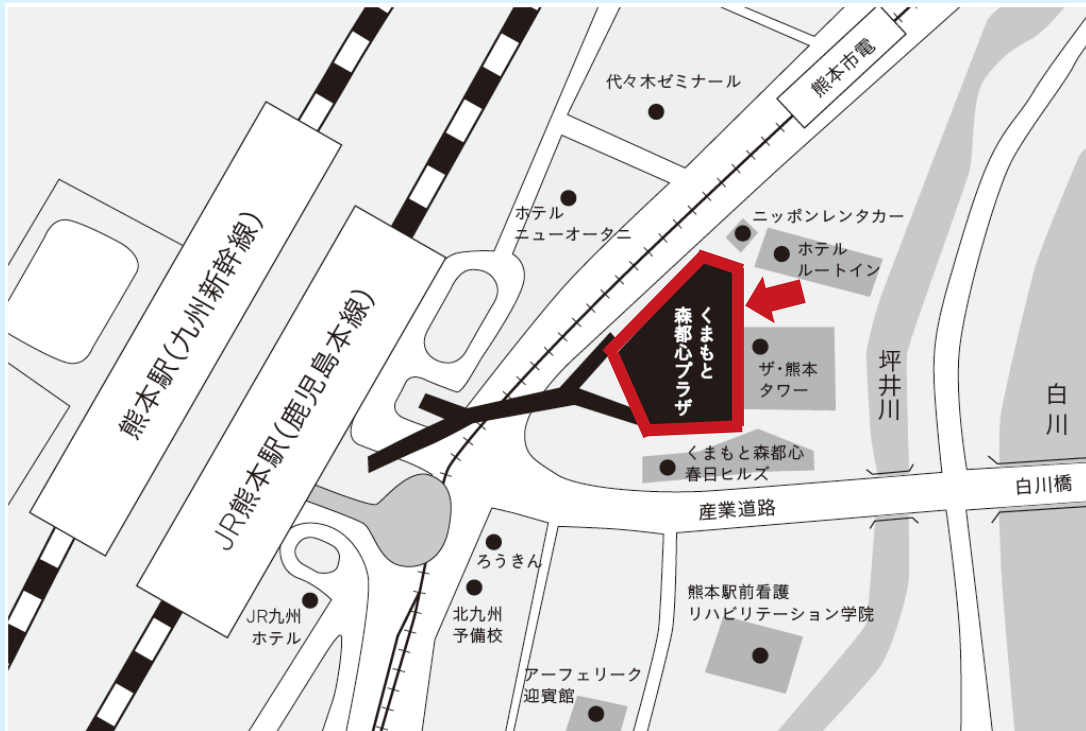 熊本市電
代々木ゼミナール
ホテル
ニューオータニ
ニッポンレンタカー
ホテル
ルートイン
熊本駅(九州新幹線)
JR熊本駅(鹿児島本線)
くまもと
森都心プラザ
ザ・熊本
タワー
坪井川
白川
くまもと森都心
春日ヒルズ
白川橋
産業道路
ろうきん
北九州
予備校
JR九州
ホテル
熊本駅前看護
リハビリテーション学院
アーフェリーク
迎賓館